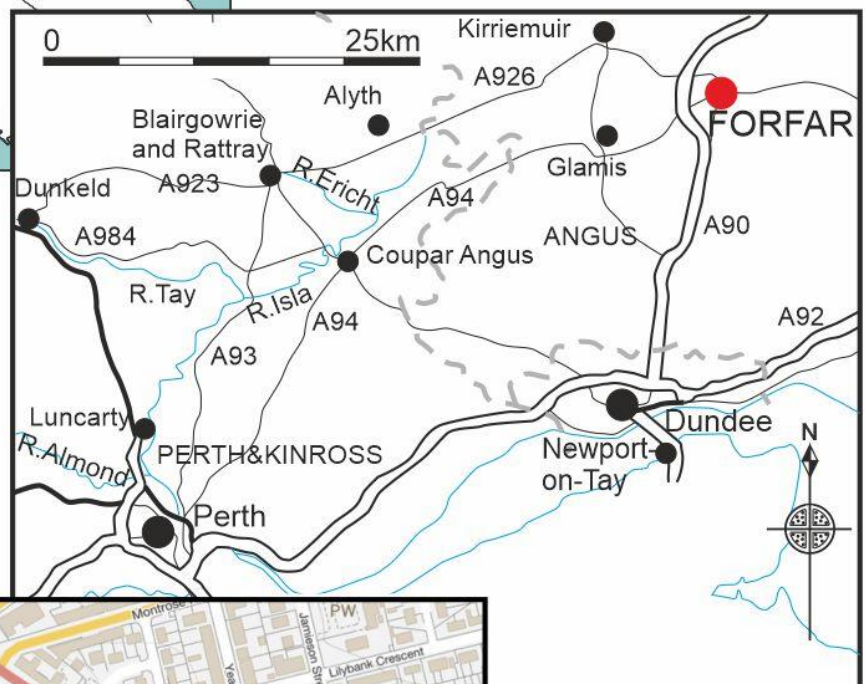 0 25km
Kirriemuir
A926
Alyth
FORFAR
Blairgowrie
and Rattray
Glamis
R.Ericht
A923
Dunkeld
A94
A984
ANGUS
A90
Coupar Angus
R.Tay
R.Isla
A94
A92
A93
Luncarty
Dundee
R.Almond
PERTH&KINROSS
Newport-
on-Tay
N
Perth
Montrose
PW
Jamieson
Lilybank Crescent